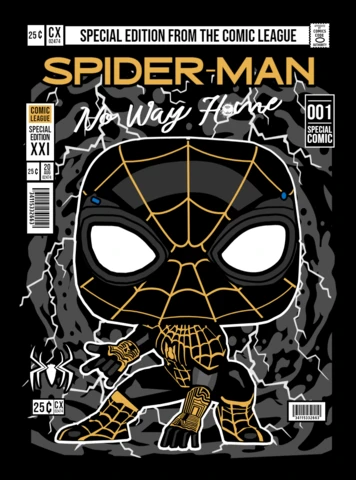 25¢ CX
SPECIAL EDITION FROM THE COMIC LEAGUE
SPIDER-MAN
No Way Home
COMIC
LEAGUE
SPECIAL
EDITION
XXI
25¢ 20
001
SPECIAL
COMIC
25¢ CX